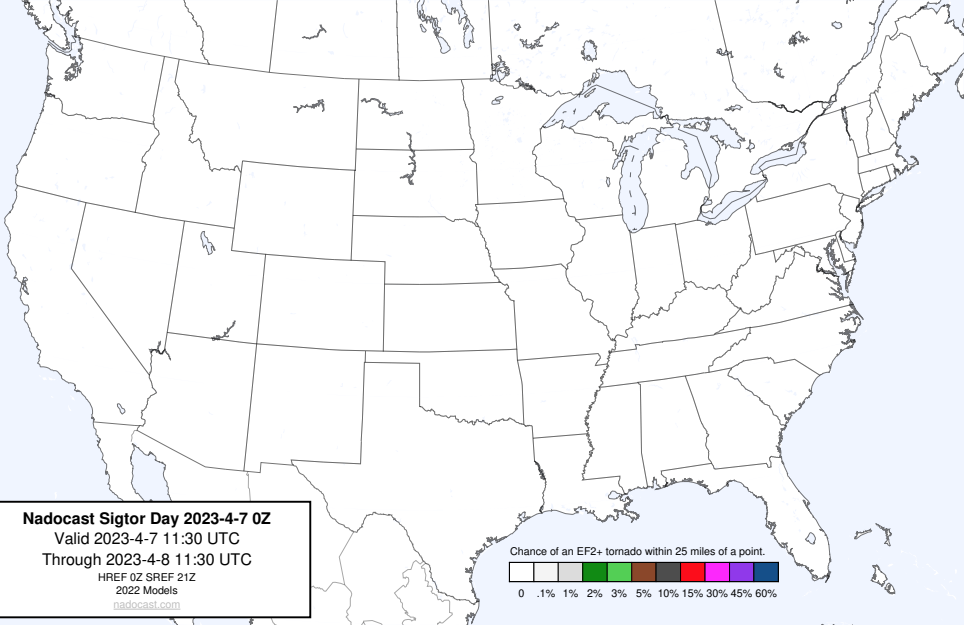 Nadocast Sigtor Day 2023-4-7 0Z
Valid 2023-4-7 11:30 UTC
Through 2023-4-8 11:30 UTC
HREF 0Z SREF 21Z
2022 Models
nadocast.com
Chance of an EF2+ tornado within 25 miles of a point.
0 .1% 1% 2% 3% 5% 10% 15% 30% 45% 60%